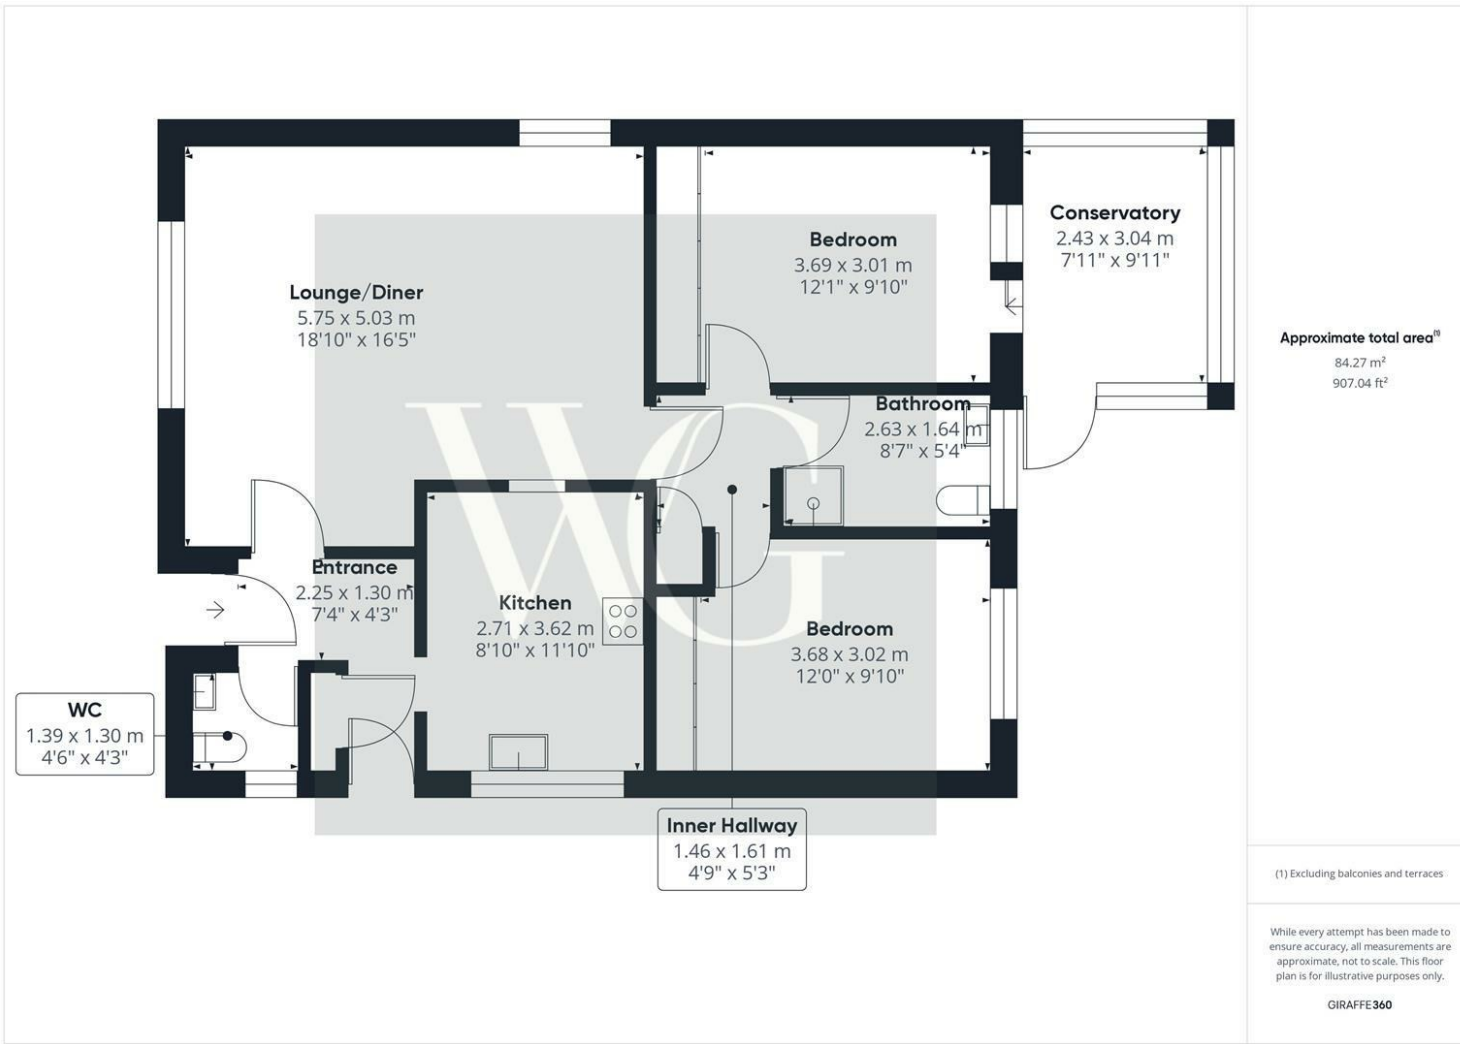 Lounge/Diner
5.75 x 5.03 m
18'10" x 16'5"
Bedroom
3.69 x 3.01 m
12'1" x 9'10"
Conservatory
2.43 x 3.04 m
7'11" x 9'11"
Bathroom
2.63 x 1.64 m
8'7" x 5'4"
Entrance
2.25 x 1.30 m
7'4" x 4'3"
Kitchen
2.71 x 3.62 m
8'10" x 11'10"
Bedroom
3.68 x 3.02 m
12'0" x 9'10"
WC
1.39 x 1.30 m
4'6" x 4'3"
Inner Hallway
1.46 x 1.61 m
4'9" x 5'3"
WG
Approximate total area(1)
84.27 m²
907.04 ft²
(1) Excluding balconies and terraces
While every attempt has been made to
ensure accuracy, all measurements are
approximate, not to scale. This floor
plan is for illustrative purposes only.
GIRAFFE360